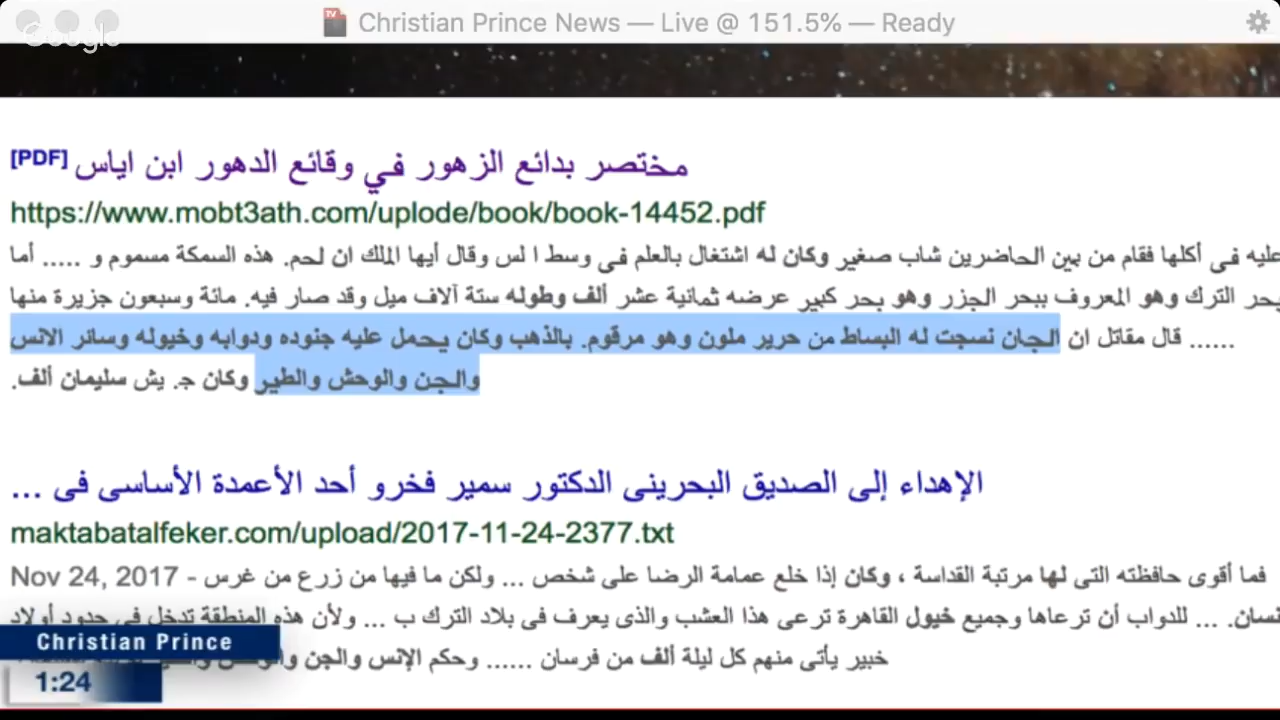 Christian Prince News — Live @ 151.5% — Ready
Google
[PDF] مختصر بدائع الزهور في وقائع الدهور ابن اياس
https://www.mobt3ath.com/uplode/book/book-14452.pdf
عليه فى أكلها فقام من بين الحاضرين شاب صغير وكان له اشتغال بالعلم فى وسط ا لس وقال أيها الملك ان لحم. هذه السمكة مسموم و ..... أما
بحر الترك وهو المعروف ببحر الجزر وهو بحر كبير عرضه ثمانية عشر ألف وطوله ستة آلاف ميل وقد صار فيه. مائة وسبعون جزيرة منها
...... قال مقاتل ان الجان نسجت له البساط من حرير ملون وهو مرقوم. بالذهب وكان يحمل عليه جنوده ودوابه وخيوله وسائر الانس
والجن والوحش والطير وكان ج. يش سليمان ألف.
الإهداء إلى الصديق البحرينى الدكتور سمير فخرو أحد الأعمدة الأساسى فى ...
maktabatalfeker.com/upload/2017-11-24-2377.txt
Nov 24, 2017 - فما أقوى حافظته التى لها مرتبة القداسة ، وكان إذا خلع عمامة الرضا على شخص ... ولكن ما فيها من زرع من غرس
... للدواب أن ترعاها وجميع خيول القاهرة ترعى هذا العشب والذى يعرف فى بلاد الترك ب ... ولأن هذه المنطقة تدخل فى حدود أولاد
خبير يأتى منهم كل ليلة ألف من فرسان ...... وحكم الإنس والجن
Christian Prince
1:24